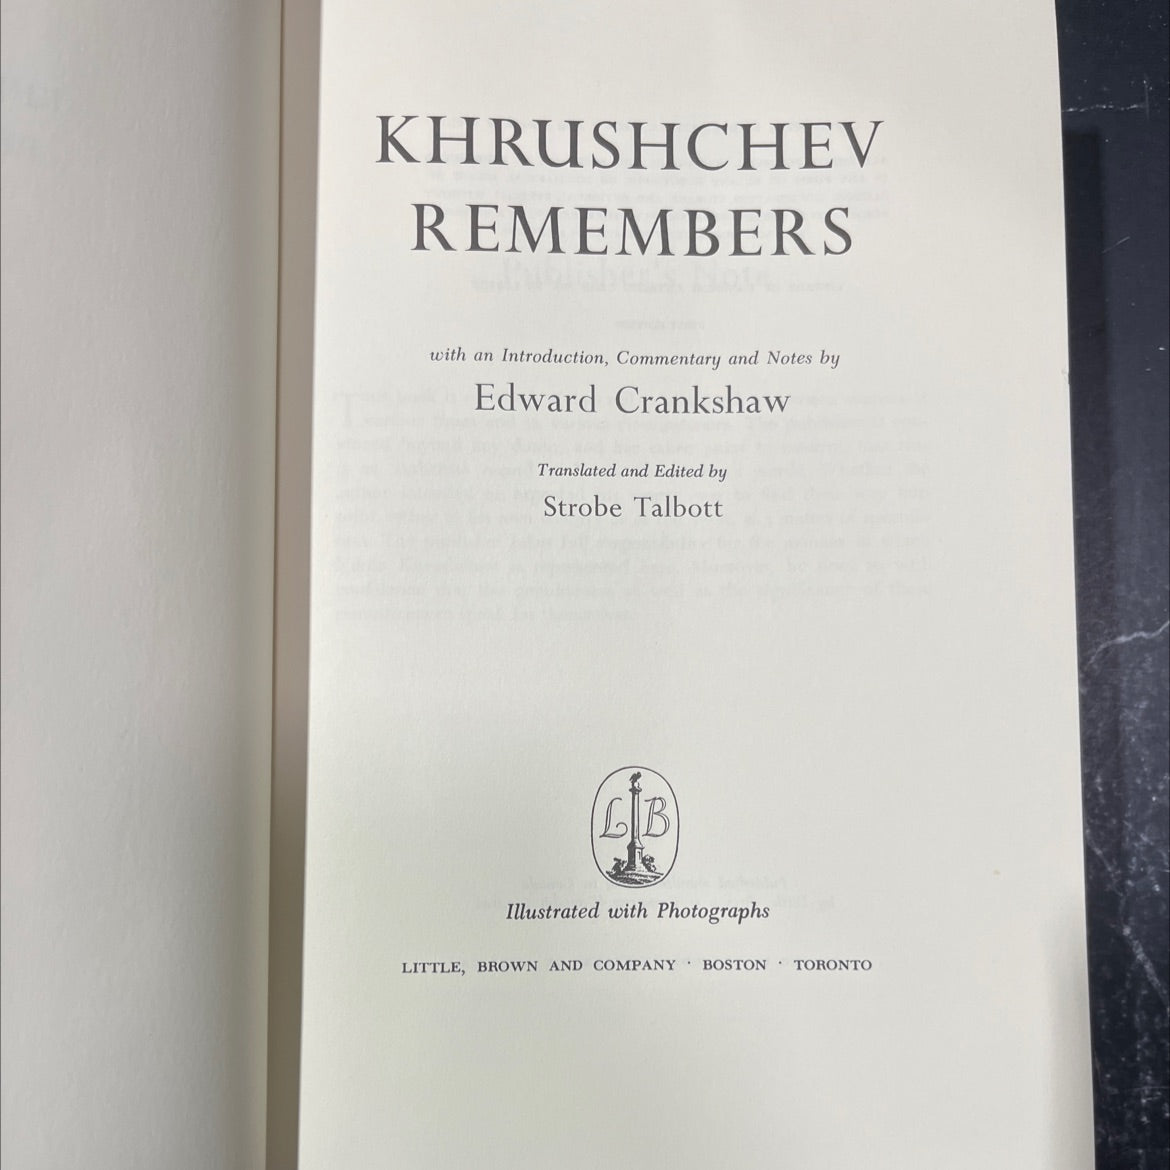 KHRUSHCHEV
REMEMBERS
with an Introduction, Commentary and Notes by
Edward Crankshaw
Translated and Edited by
Strobe Talbott
L B
Illustrated with Photographs
LITTLE, BROWN AND COMPANY · BOSTON · TORONTO